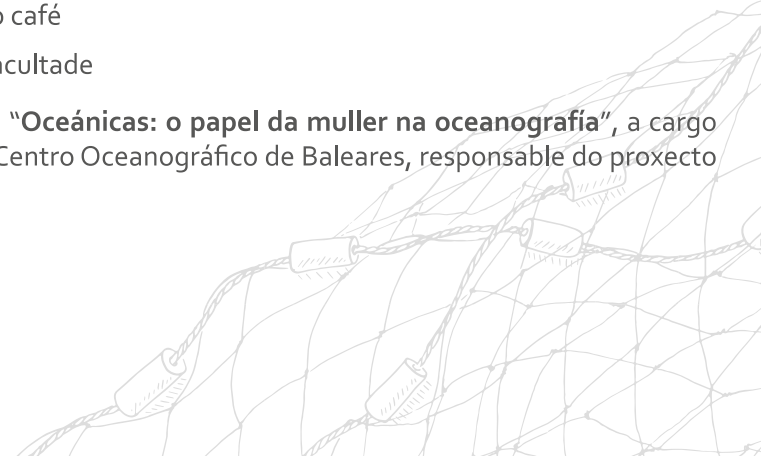 o café
acultade
“Oceánicas: o papel da muller na oceanografía”, a cargo
Centro Oceanográfico de Baleares, responsable do proxecto